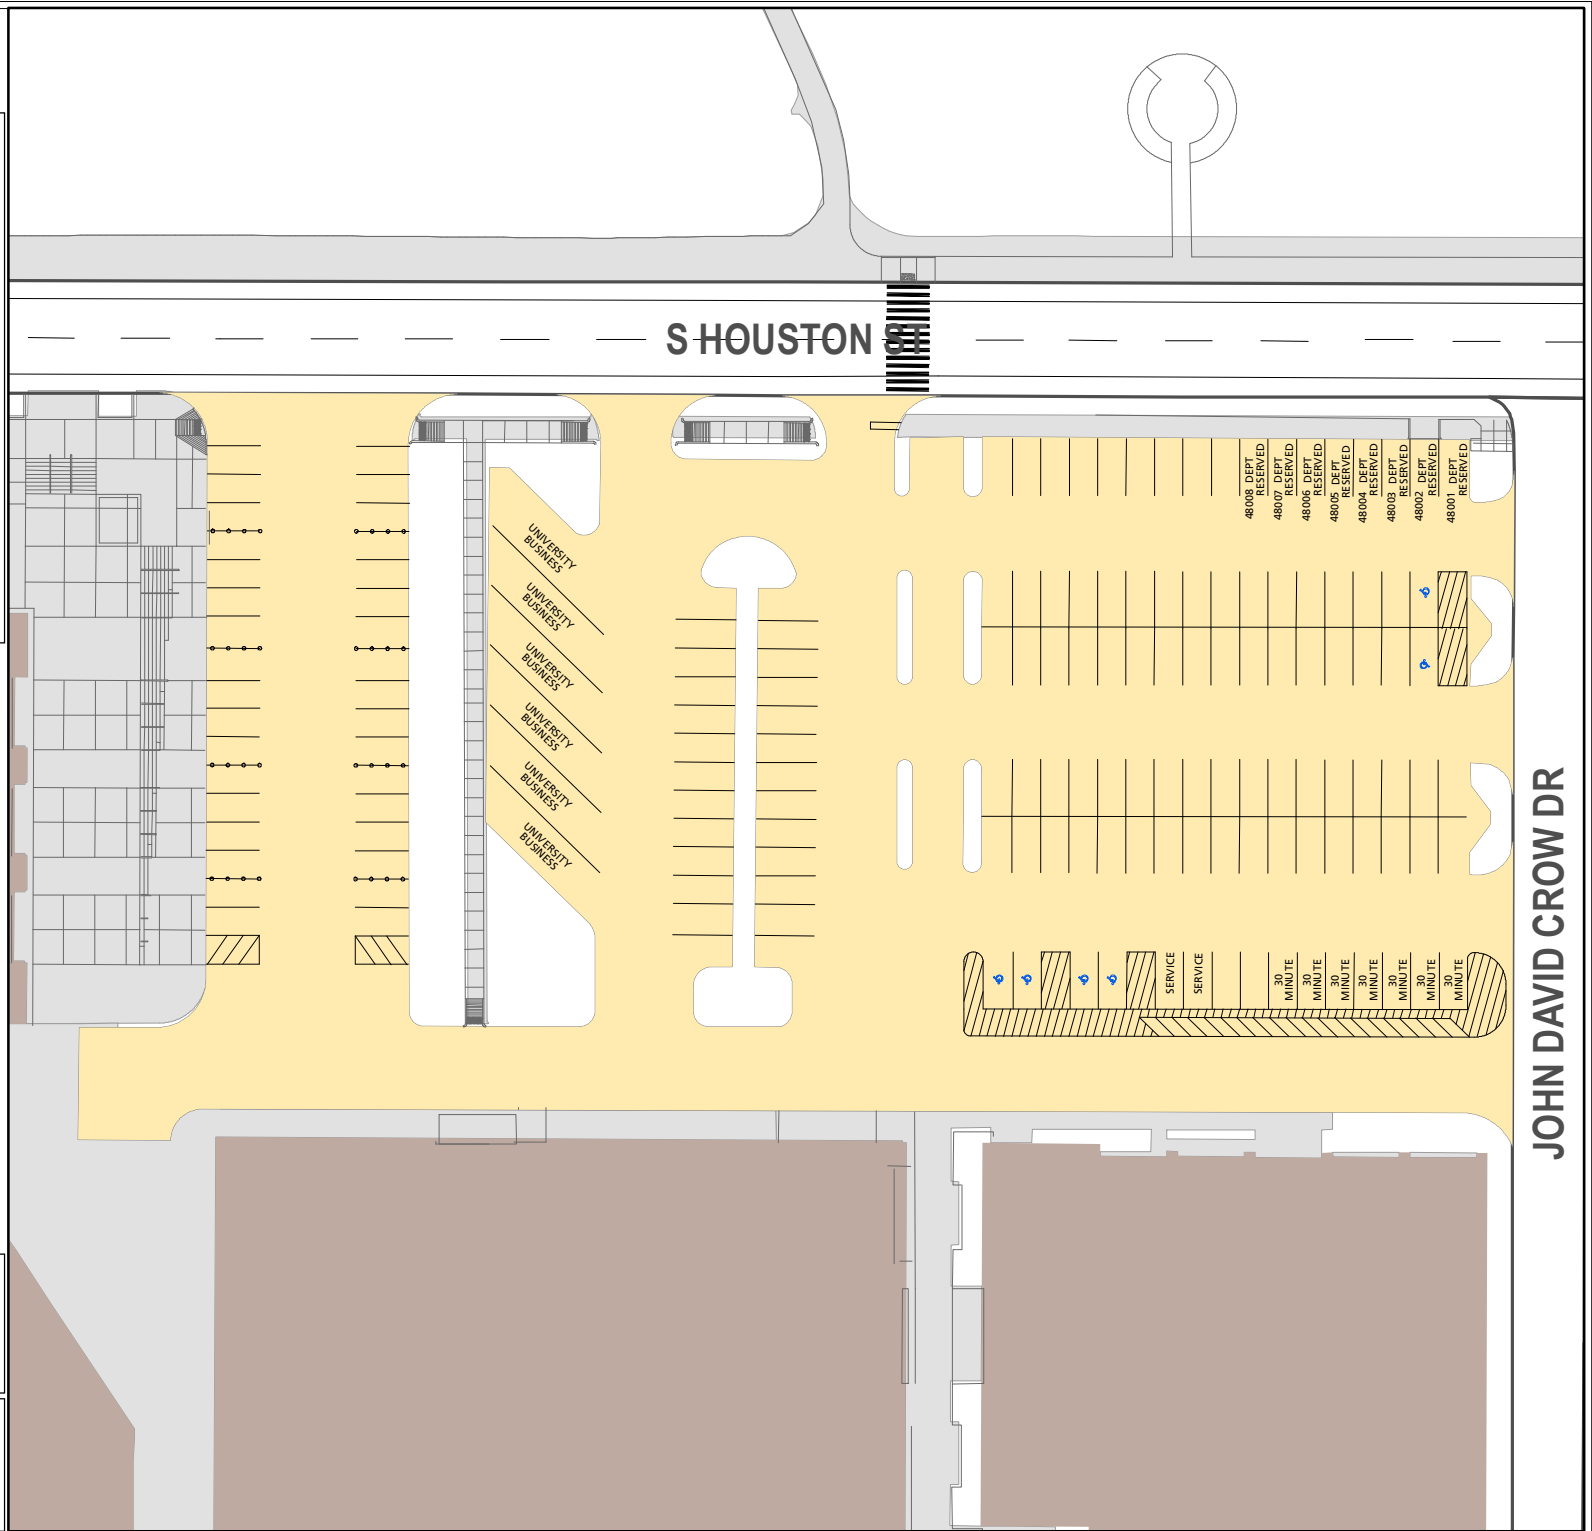 S HOUSTON ST
JOHN DAVID CROW DR
48008 DEPT
RESERVED
48007 DEPT
RESERVED
48006 DEPT
RESERVED
48005 DEPT
RESERVED
48004 DEPT
RESERVED
48003 DEPT
RESERVED
48002 DEPT
RESERVED
48001 DEPT
RESERVED
UNIVERSITY
BUSINESS
UNIVERSITY
BUSINESS
UNIVERSITY
BUSINESS
UNIVERSITY
BUSINESS
UNIVERSITY
BUSINESS
UNIVERSITY
BUSINESS
SERVICE
SERVICE
30
MINUTE
30
MINUTE
30
MINUTE
30
MINUTE
30
MINUTE
30
MINUTE
30
MINUTE